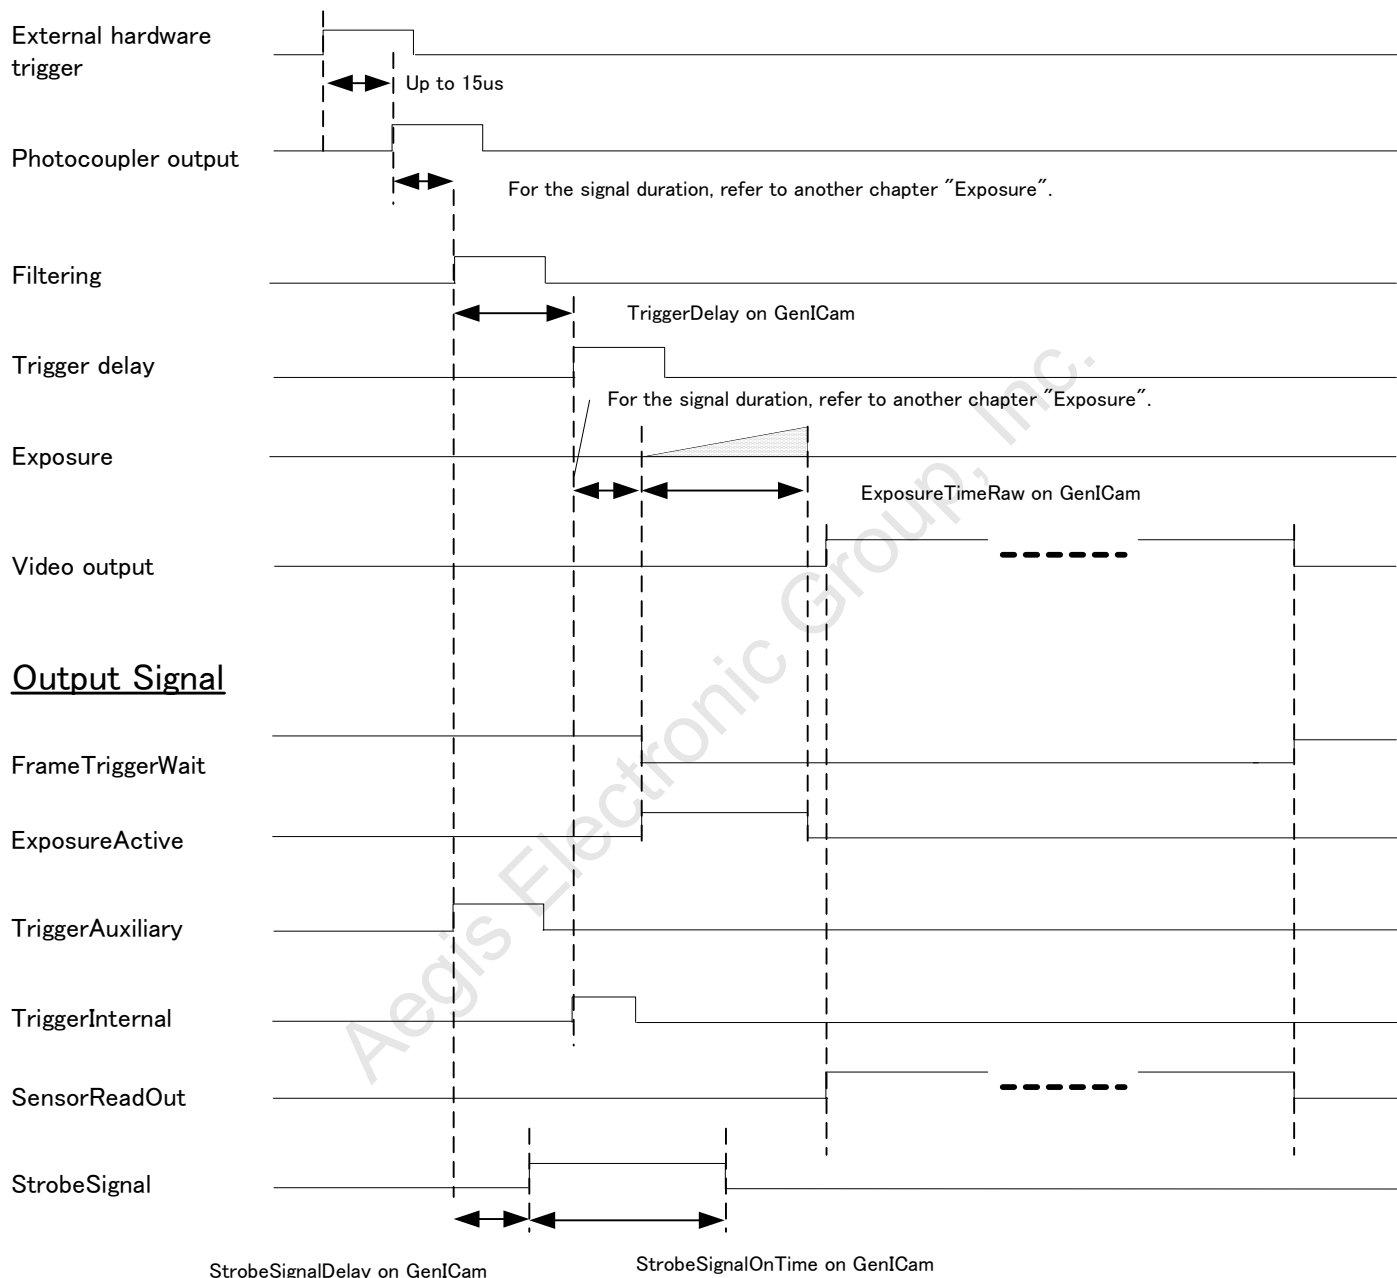 External hardware
trigger
Up to 15us
Photocoupler output
For the signal duration, refer to another chapter "Exposure".
Filtering
TriggerDelay on GenICam
Trigger delay
For the signal duration, refer to another chapter "Exposure".
Exposure
ExposureTimeRaw on GenICam
Video output
Output Signal
FrameTriggerWait
ExposureActive
TriggerAuxiliary
TriggerInternal
SensorReadOut
StrobeSignal
StrobeSignalDelay on GenICam
StrobeSignalOnTime on GenICam
Aegis Electronic Group, Inc.